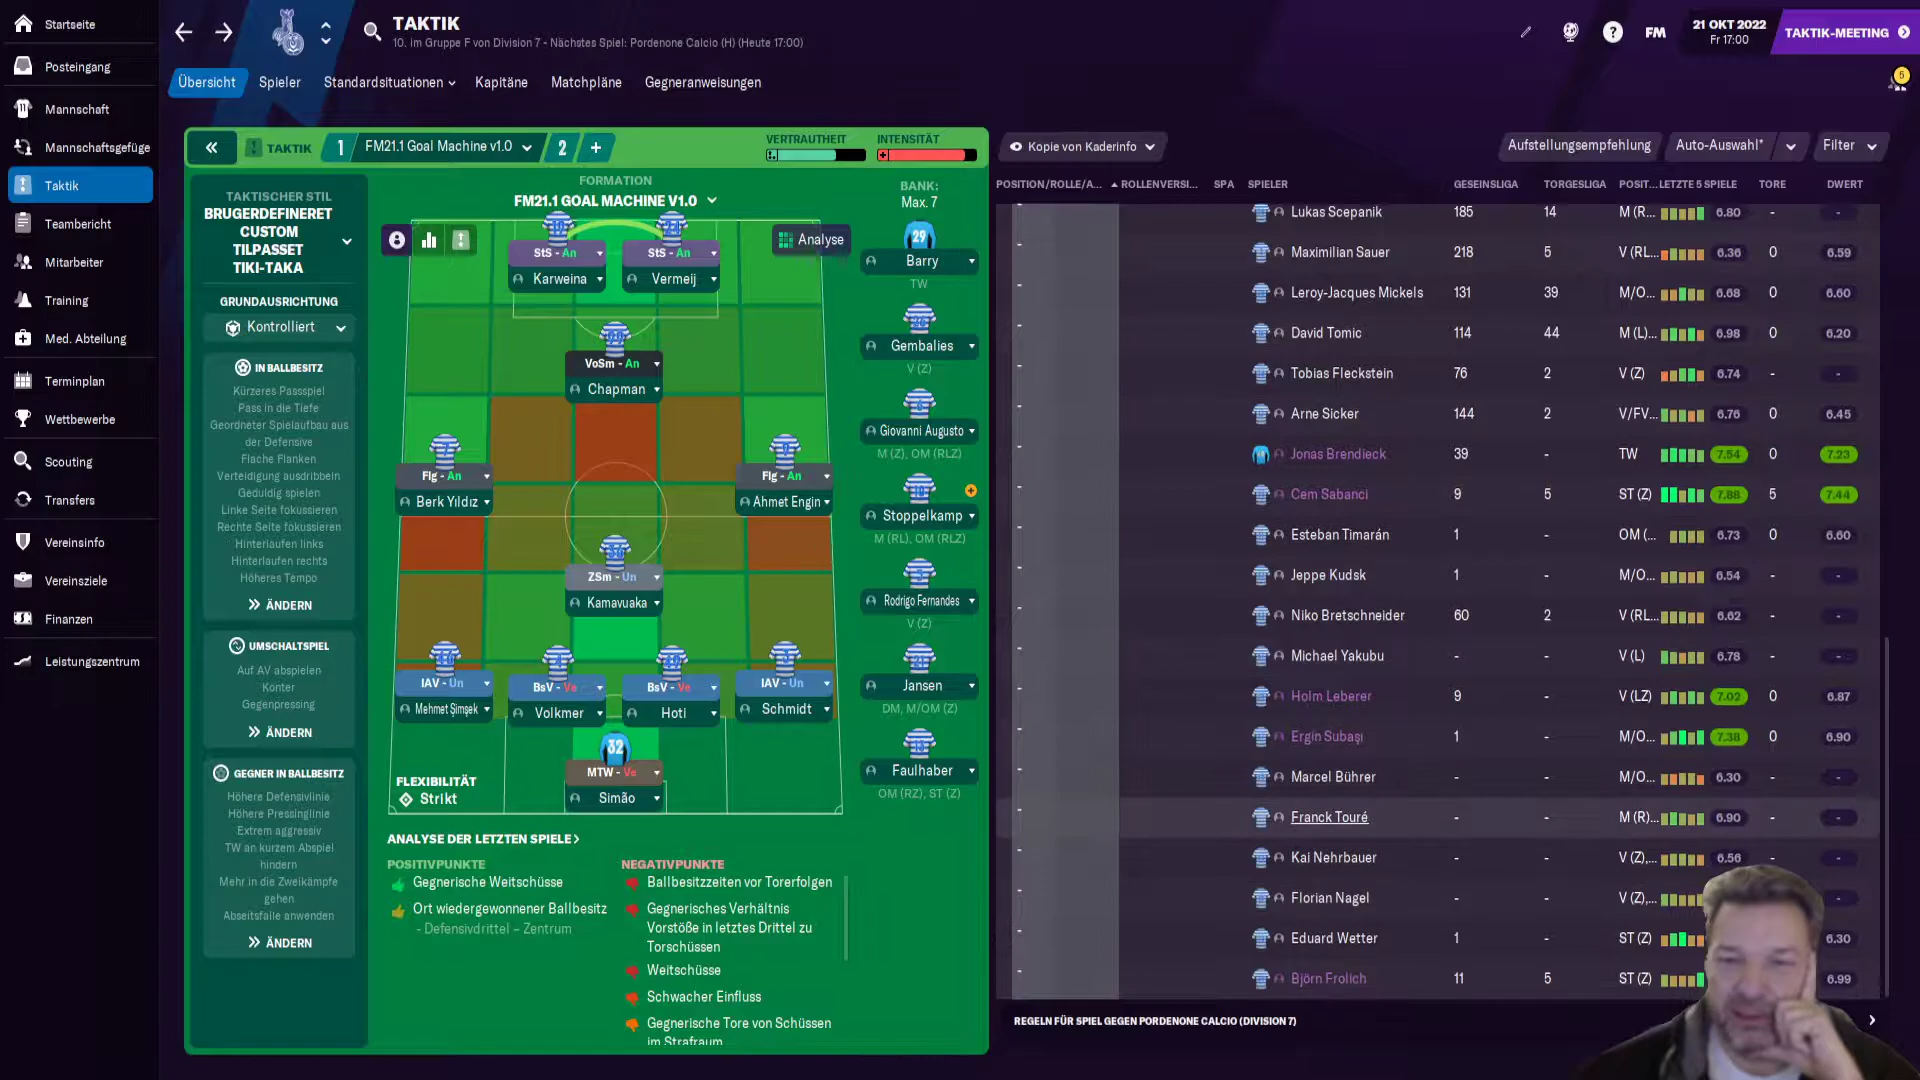 Startseite
Posteingang
Mannschaft
Mannschaftsgefüge
Taktik
Teambericht
Mitarbeiter
Training
Med. Abteilung
Terminplan
Wettbewerbe
Scouting
Transfers
Vereinsinfo
Vereinsziele
Finanzen
Leistungszentrum
TAKTIK
10. im Gruppe F von Division 7 - Nächstes Spiel: Pordenone Calcio (H) (Heute 17:00)
FM
21 OKT 2022
Fr 17:00
TAKTIK-MEETING
5
Übersicht Spieler Standardsituationen Kapitäne Matchpläne Gegneranweisungen
TAKTIK 1 FM21.1 Goal Machine v1.0 2 +
VERTRAUTHEIT
INTENSITÄT
TAKTISCHER STIL
BRUGERDEFINERET
CUSTOM
TILPASSET
TIKI-TAKA
GRUNDAUSRICHTUNG
Kontrolliert
IN BALLBESITZ
Kürzeres Passspiel
Pass in die Tiefe
Geordneter Spielaufbau aus
der Defensive
Flache Flanken
Verteidigung ausdribbeln
Geduldig spielen
Linke Seite fokussieren
Rechte Seite fokussieren
Hinterlaufen links
Hinterlaufen rechts
Höheres Tempo
ÄNDERN
UMSCHALTSPIEL
Auf AV abspielen
Konter
Gegenpressing
ÄNDERN
GEGNER IN BALLBESITZ
Höhere Defensivlinie
Höhere Pressinglinie
Extrem aggressiv
TW an kurzem Abspiel
hindern
Mehr in die Zweikämpfe
gehen
Abseitsfalle anwenden
ÄNDERN
FORMATION
FM21.1 GOAL MACHINE V1.0
Analyse
StS - An
Karweina
StS - An
Vermeij
VoSm - An
Chapman
Flg - An
Berk Yıldız
Flg - An
Ahmet Engin
ZSm - Un
Kamavuaka
IAV - Un
Mehmet Şimşek
BsV - Ve
Volkmer
BsV - Ve
Hoti
IAV - Un
Schmidt
32
MTW - Ve
Simão
FLEXIBILITÄT
Strikt
BANK:
Max. 7
29
Barry
TW
Gembalies
V (Z)
Giovanni Augusto
M (Z), OM (RLZ)
Stoppelkamp
M (RL), OM (RLZ)
Rodrigo Fernandes
V (Z)
Jansen
DM, M/OM (Z)
Faulhaber
OM (RZ), ST (Z)
ANALYSE DER LETZTEN SPIELE>
POSITIVPUNKTE
Gegnerische Weitschüsse
Ort wiedergewonnener Ballbesitz
- Defensivdrittel – Zentrum
NEGATIVPUNKTE
Ballbesitzzeiten vor Torerfolgen
Gegnerisches Verhältnis
Vorstöße in letztes Drittel zu
Torschüssen
Weitschüsse
Schwacher Einfluss
Gegnerische Tore von Schüssen
im Strafraum
Kopie von Kaderinfo
Aufstellungsempfehlung Auto-Auswahl* Filter
POSITION/ROLLE/A... ROLLENVERSI... SPA SPIELER GESEINSLIGA TORGESLIGA POSIT... LETZTE 5 SPIELE TORE DWERT
- Lukas Scepanik 185 14 M (R... 6.80 - -
- Maximilian Sauer 218 5 V (RL... 6.36 0 6.59
- Leroy-Jacques Mickels 131 39 M/O... 6.68 0 6.60
- David Tomic 114 44 M (L)... 6.98 0 6.20
- Tobias Fleckstein 76 2 V (Z) 6.74 - -
- Arne Sicker 144 2 V/FV... 6.76 0 6.45
- Jonas Brendieck 39 - TW 7.54 0 7.23
- Cem Sabanci 9 5 ST (Z) 7.88 5 7.44
- Esteban Timarán 1 - OM (... 6.73 0 6.60
- Jeppe Kudsk 1 - M/O... 6.54 - -
- Niko Bretschneider 60 2 V (RL... 6.62 - -
- Michael Yakubu - - V (L) 6.78 - -
- Holm Leberer 9 - V (LZ) 7.02 0 6.87
- Ergin Subaşı 1 - M/O... 7.38 0 6.90
- Marcel Bührer - - M/O... 6.30 - -
- Franck Touré - - M (R)... 6.90 - -
- Kai Nehrbauer - - V (Z),... 6.56 - -
- Florian Nagel - - V (Z),... -
- Eduard Wetter 1 - ST (Z) 6.30
- Björn Frolich 11 5 ST (Z) 6.99
REGELN FÜR SPIEL GEGEN PORDENONE CALCIO (DIVISION 7)